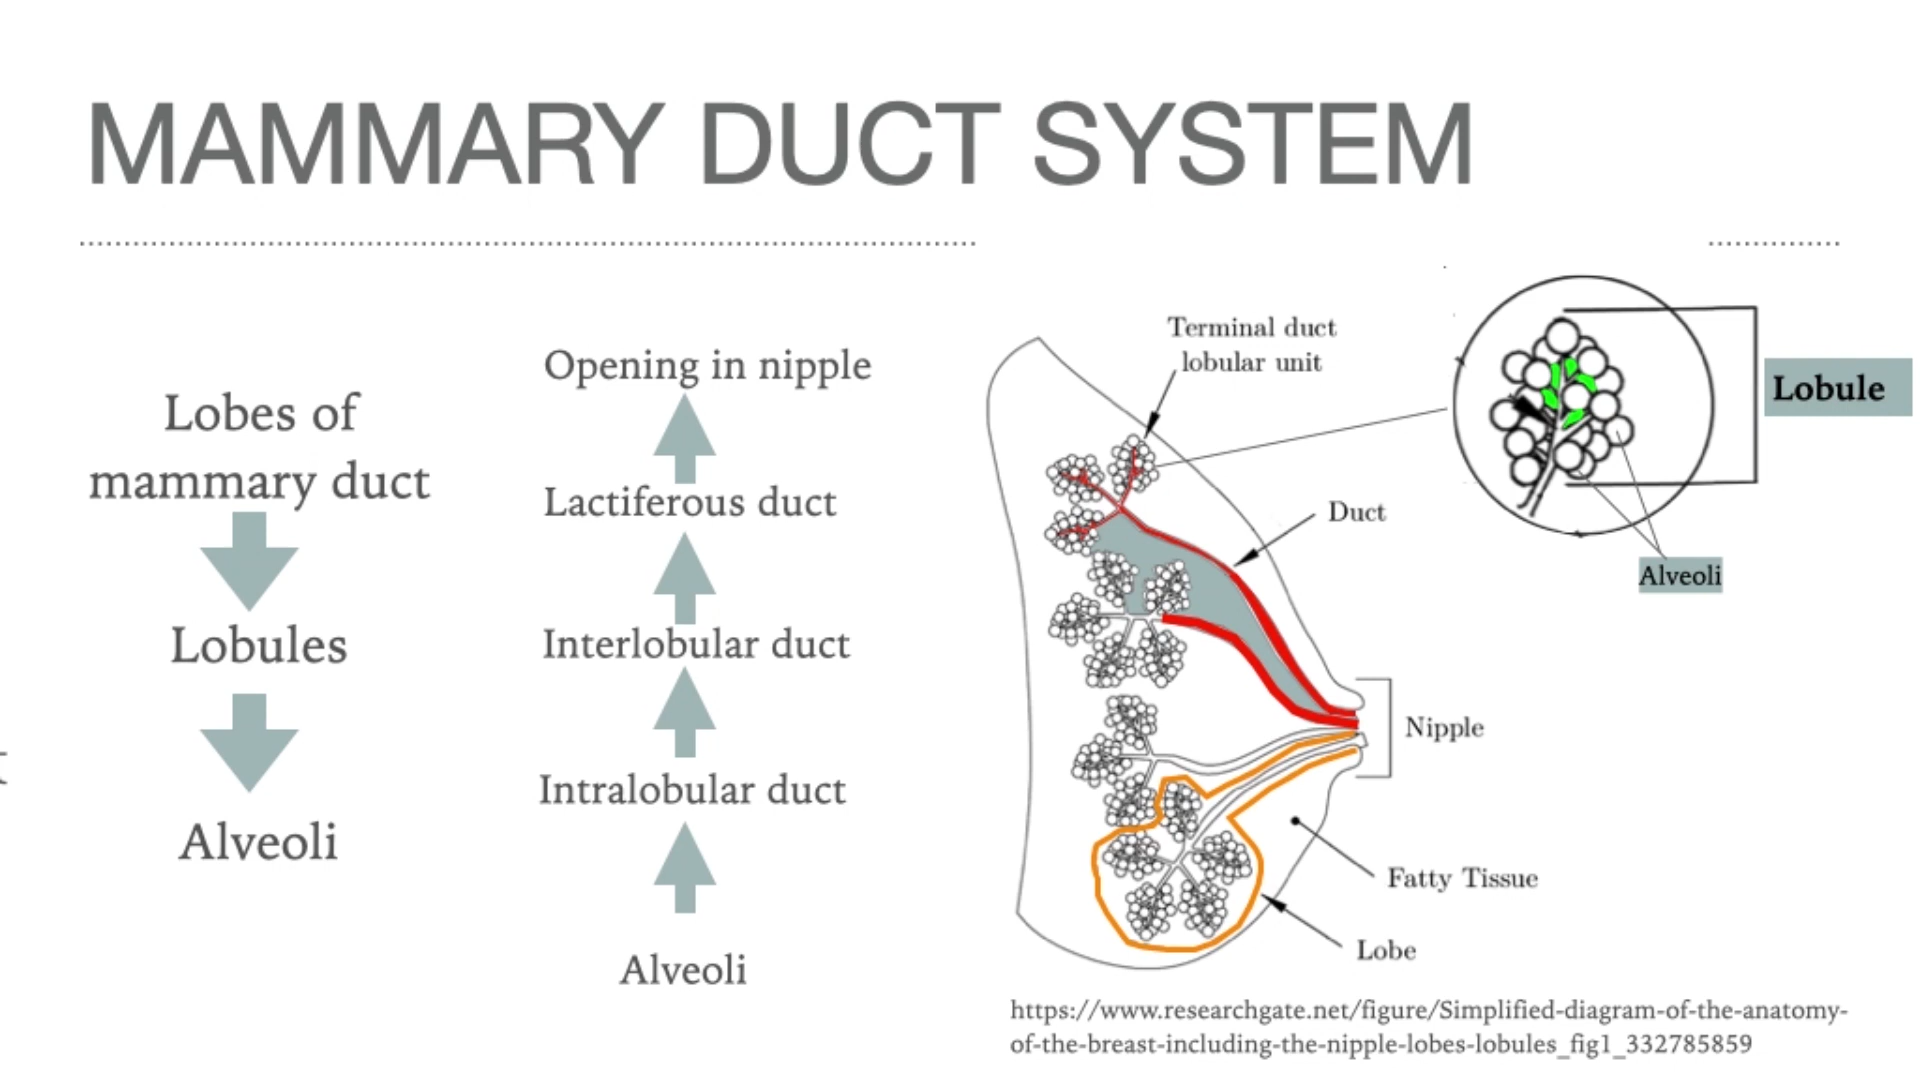 MAMMARY DUCT SYSTEM
Lobes of
mammary duct
Lobules
Alveoli
Opening in nipple
Lactiferous duct
Interlobular duct
Intralobular duct
Alveoli
Terminal duct
lobular unit
Lobule
Duct
Alveoli
Nipple
Fatty Tissue
Lobe
https://www.researchgate.net/figure/Simplified-diagram-of-the-anatomy-
of-the-breast-including-the-nipple-lobes-lobules_fig1_332785859